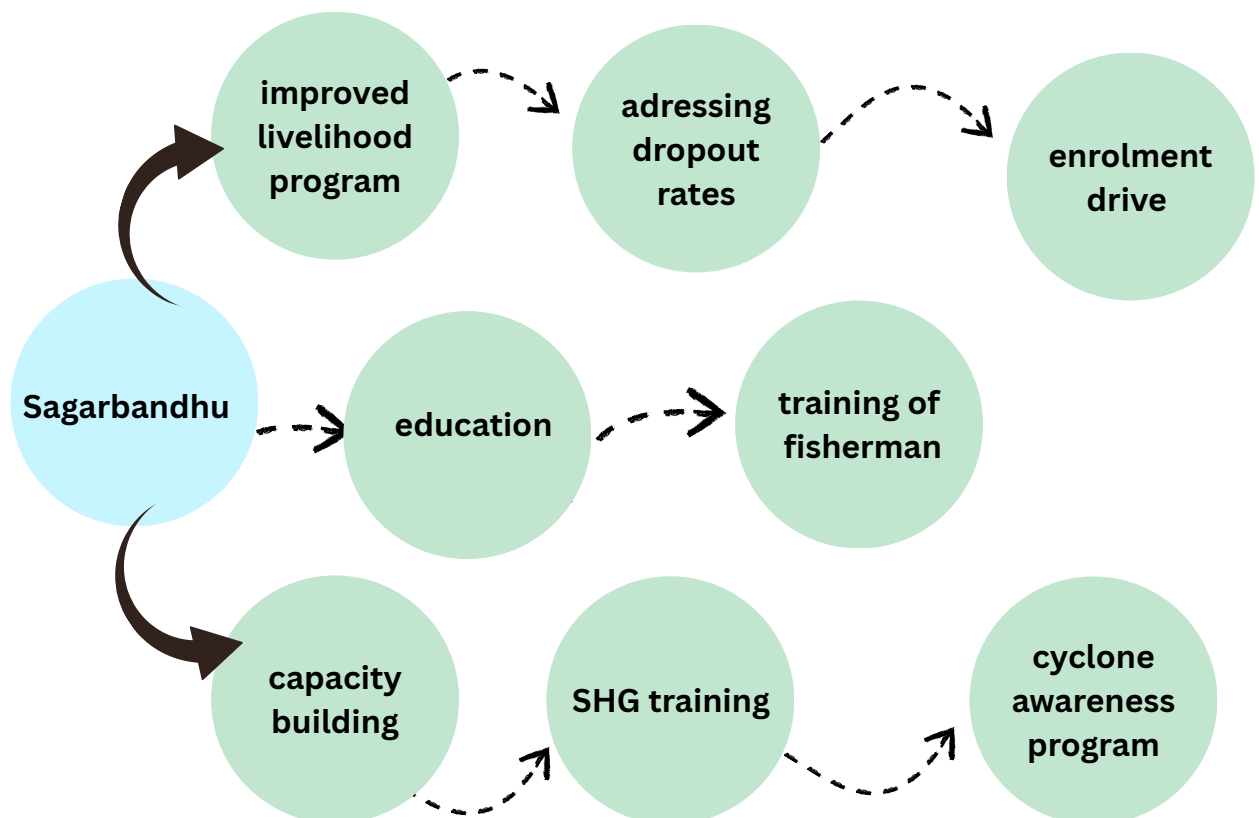 improved
livelihood
program
adressing
dropout
rates
enrolment
drive
Sagarbandhu
education
training of
fisherman
capacity
building
SHG training
cyclone
awareness
program